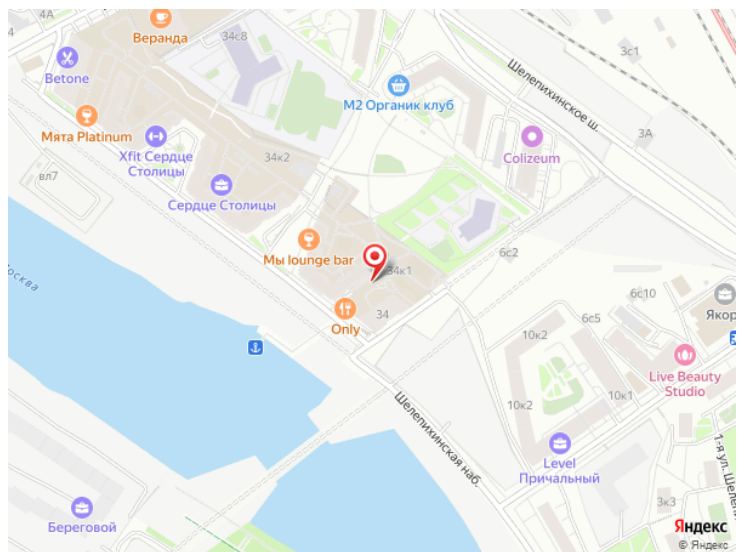 4А
Веранда
34с8
3с1
Betone
М2 Органик клуб
Шелепихинское ш.
Мята Platinum
3А
Xfit Сердце
Столицы
34к2
Colizeum
вл7
Сердце Столицы
Мы lounge bar
6с2
34к1
Only
34
6с10
6с5
Якор
10к2
Live Beauty
Studio
10к2
10к1
Шелепихинская наб.
Level
Причальный
1-я ул. Шелепи
3к3
Береговой
Яндекс
© Яндекс